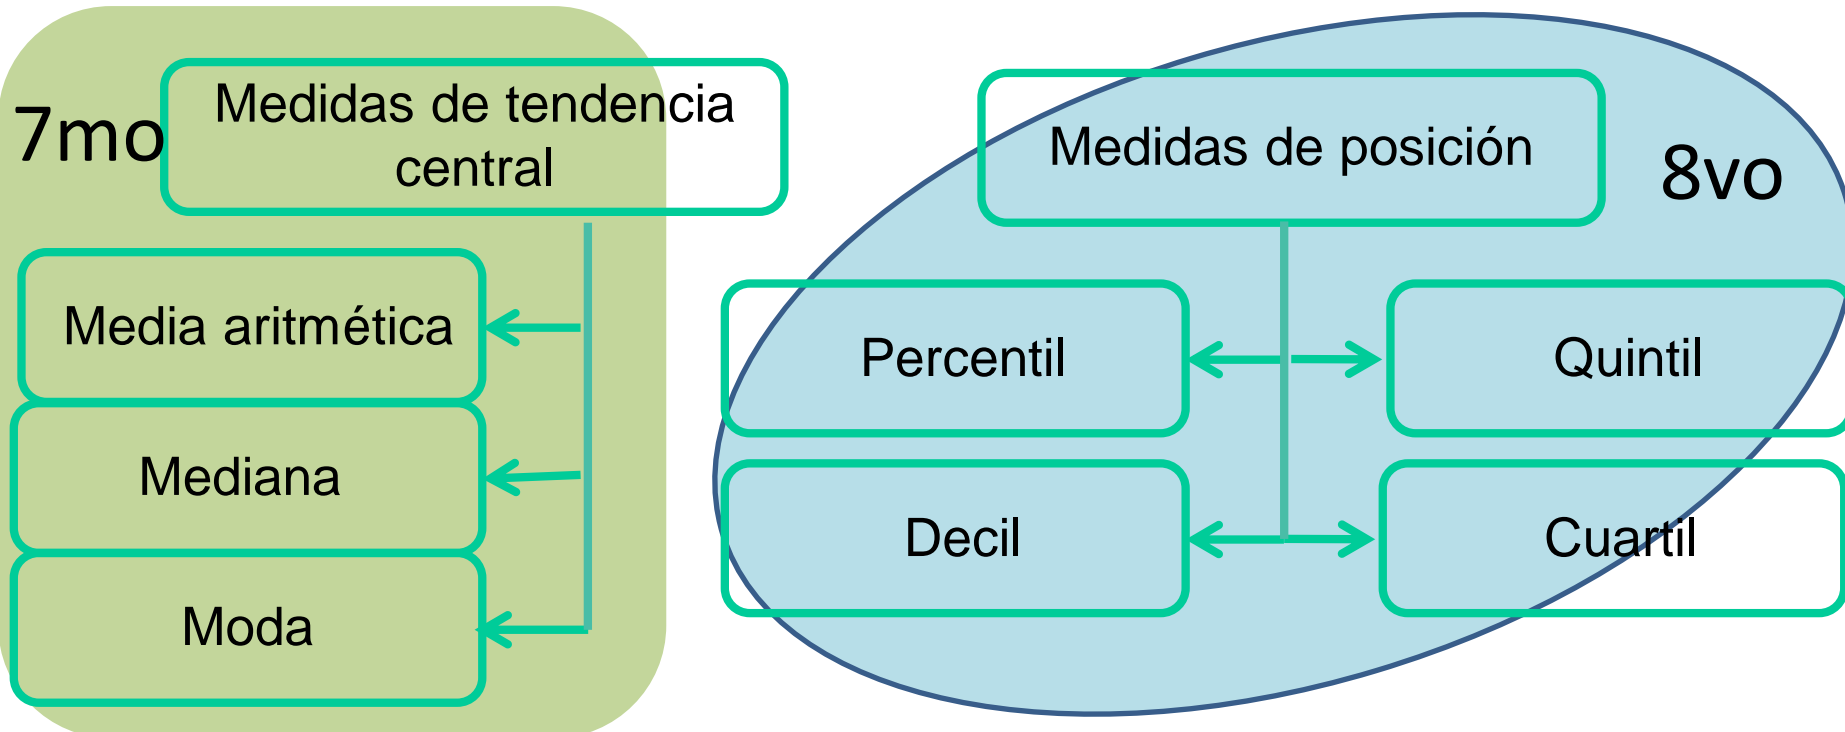 7mo
Medidas de tendencia
central
Media aritmética
Mediana
Moda
Medidas de posición
8vo
Percentil
Quintil
Decil
Cuartil